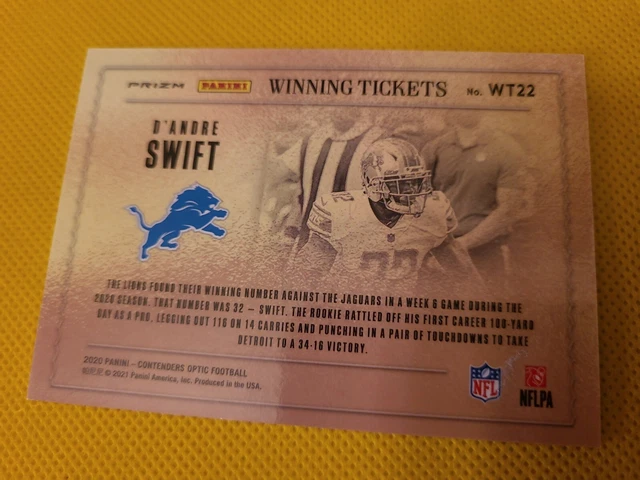 PRIZM PANINI WINNING TICKETS No. WT22
D'ANDRE
SWIFT
THE LIONS FOUND THEIR WINNING NUMBER AGAINST THE JAGUARS IN A WEEK 6 GAME DURING THE
2020 SEASON. THAT NUMBER WAS 32 – SWIFT. THE ROOKIE RATTLED OFF HIS FIRST CAREER 100-YARD
DAY AS A PRO, LEGGING OUT 116 ON 14 CARRIES AND PUNCHING IN A PAIR OF TOUCHDOWNS TO TAKE
DETROIT TO A 34-16 VICTORY.
2020 PANINI – CONTENDERS OPTIC FOOTBALL
© 2021 Panini America, Inc. Produced in the USA.
NFL
NFLPA